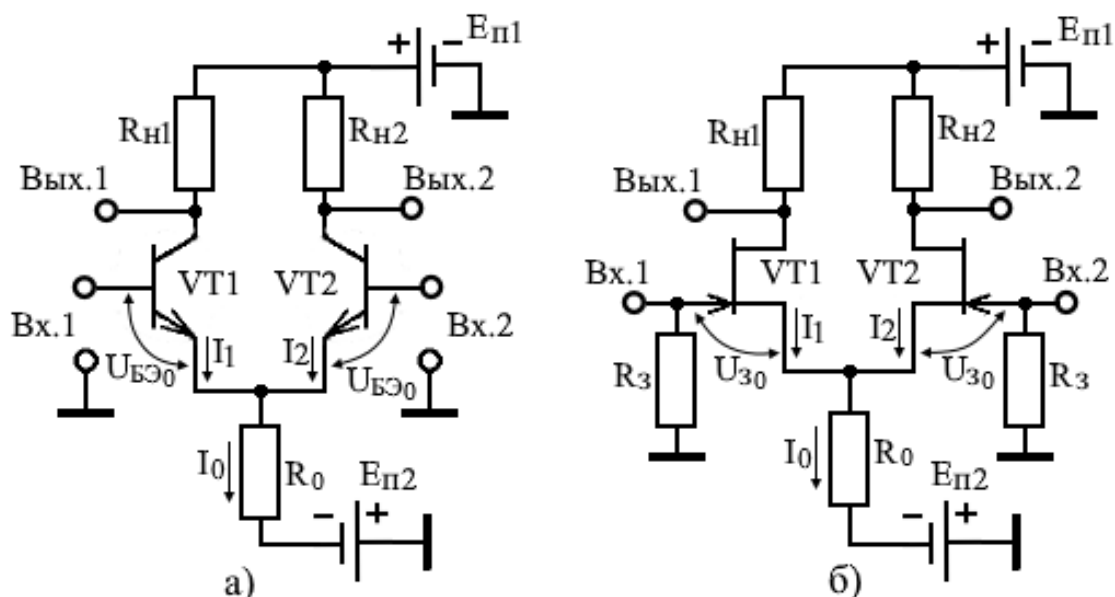 + - Eп1
Rн1 Rн2
Вых.1 Вых.2
VT1 VT2
Вх.1 Вх.2
I1 I2
UБЭ0 UБЭ0
I0 R0 Eп2
- +
а)
+ - Eп1
Rн1 Rн2
Вых.1 Вых.2
Вх.1 VT1 VT2 Вх.2
I1 I2
Rз Uз0 Uз0 Rз
I0 R0 Eп2
- +
б)